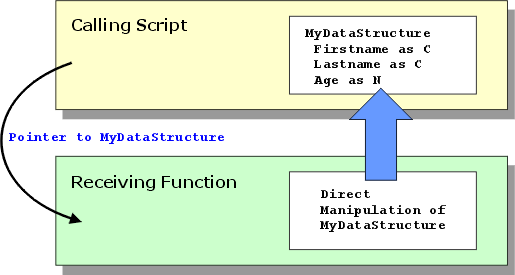 Calling Script
MyDataStructure
Firstname as C
Lastname as C
Age as N
Pointer to MyDataStructure
Receiving Function
Direct
Manipulation of
MyDataStructure